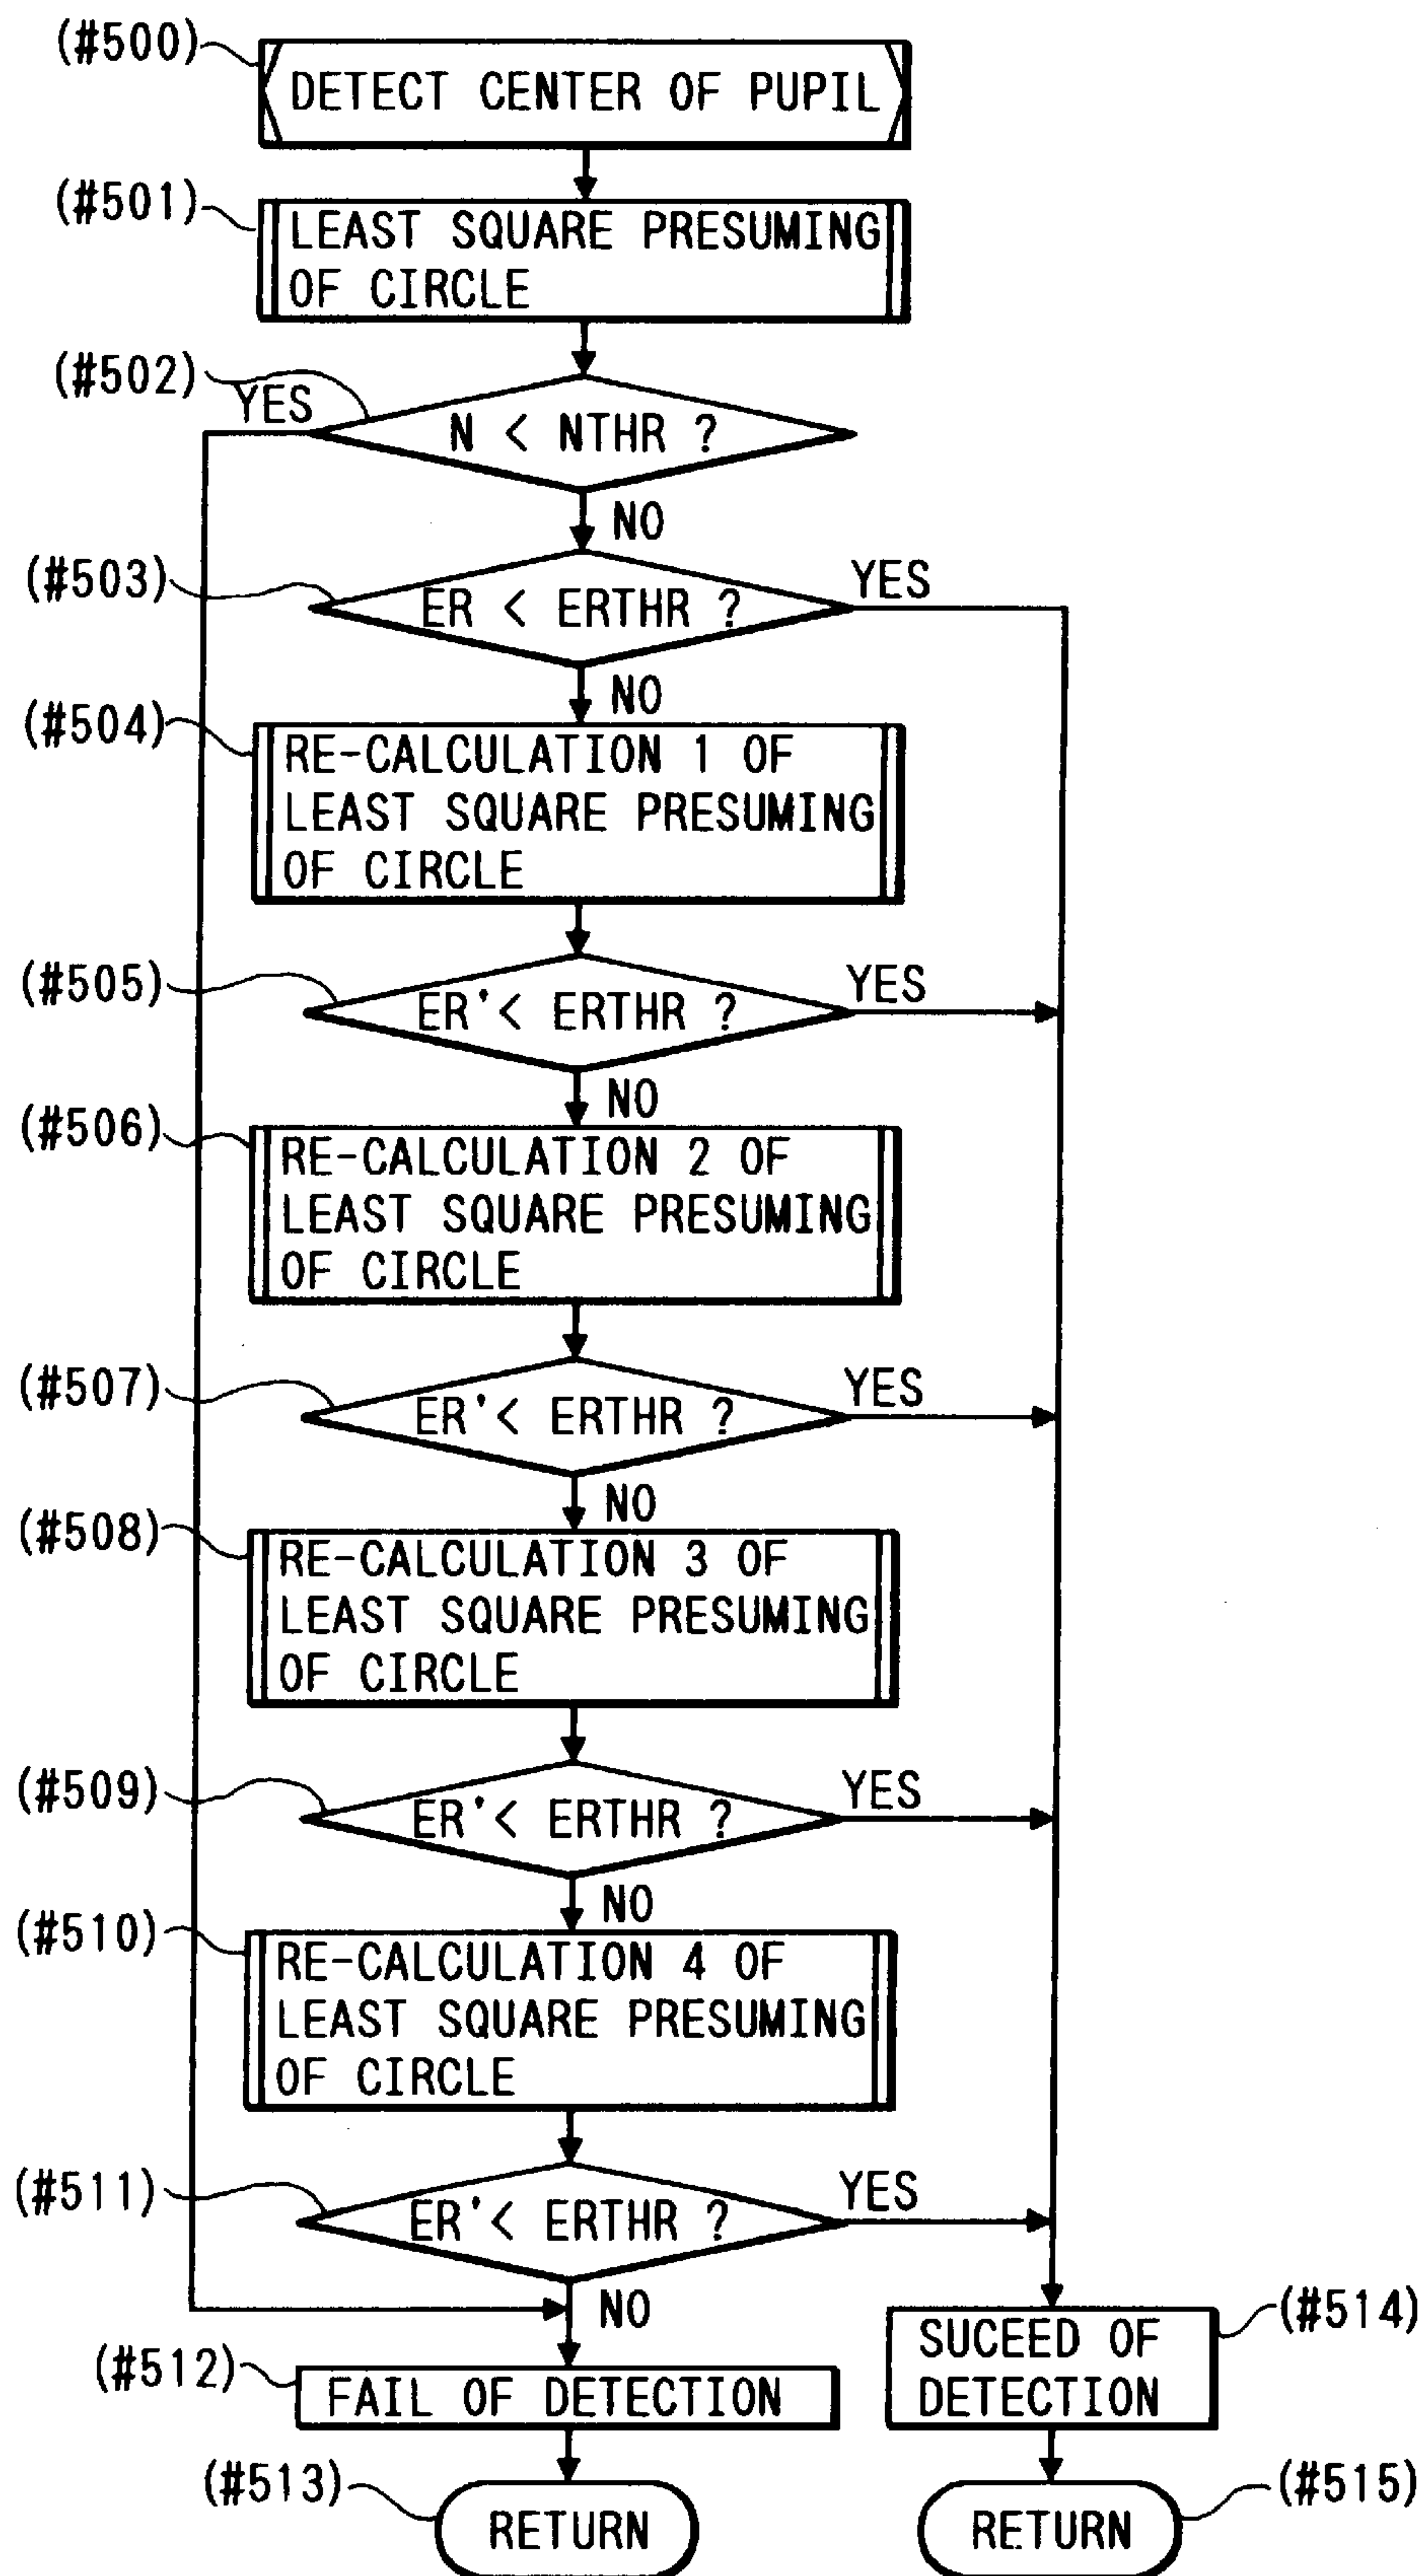 (#500)
DETECT CENTER OF PUPIL
(#501)
LEAST SQUARE PRESUMING
OF CIRCLE
(#502)
YES
N < NTHR ?
NO
(#503)
ER < ERTHR ?
YES
NO
(#504)
RE-CALCULATION 1 OF
LEAST SQUARE PRESUMING
OF CIRCLE
(#505)
ER'< ERTHR ?
YES
NO
(#506)
RE-CALCULATION 2 OF
LEAST SQUARE PRESUMING
OF CIRCLE
(#507)
ER'< ERTHR ?
YES
NO
(#508)
RE-CALCULATION 3 OF
LEAST SQUARE PRESUMING
OF CIRCLE
(#509)
ER'< ERTHR ?
YES
NO
(#510)
RE-CALCULATION 4 OF
LEAST SQUARE PRESUMING
OF CIRCLE
(#511)
ER'< ERTHR ?
YES
NO
(#512)
FAIL OF DETECTION
(#514)
SUCEED OF
DETECTION
(#513)
RETURN
(#515)
RETURN